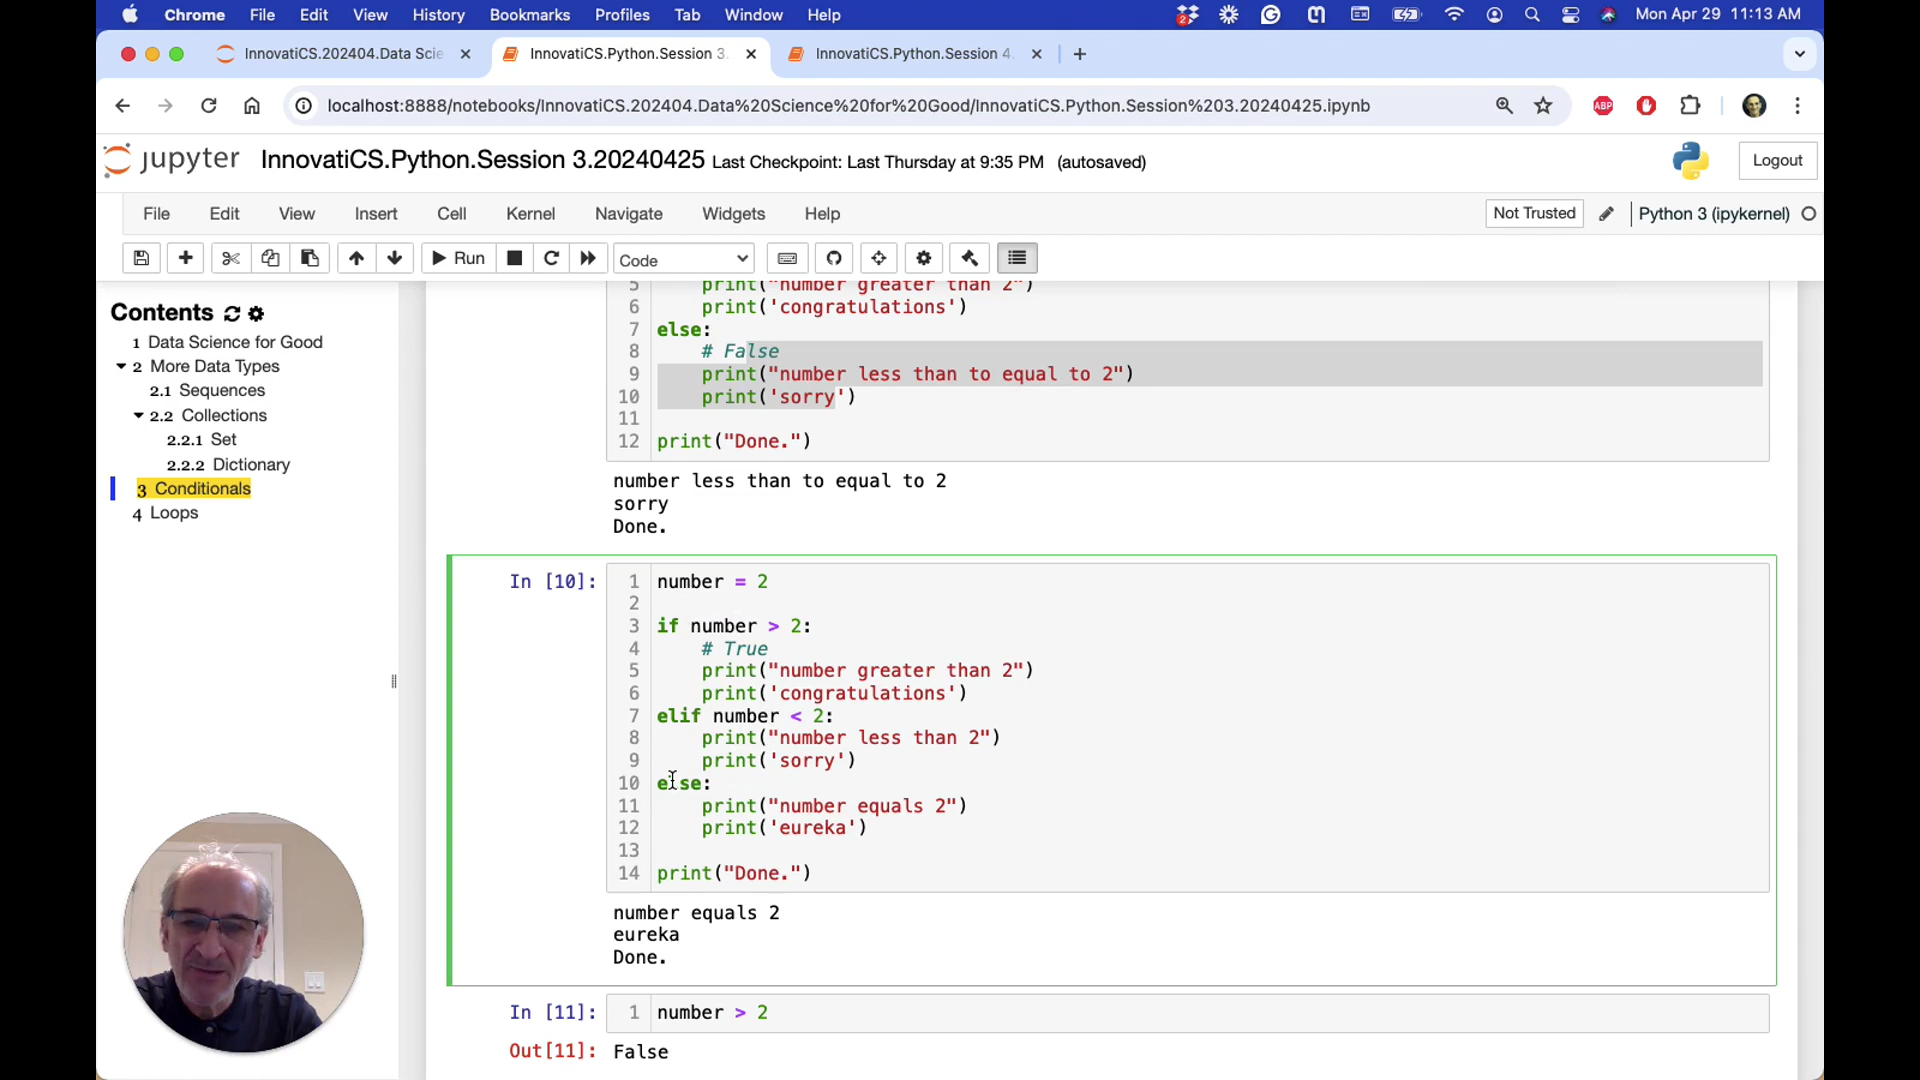 Chrome File Edit View History Bookmarks Profiles Tab Window Help 2 Mon Apr 29 11:13 AM
InnovatiCS.202404.Data Scie InnovatiCS.Python.Session 3. InnovatiCS.Python.Session 4.
localhost:8888/notebooks/InnovatiCS.202404.Data%20Science%20for%20Good/InnovatiCS.Python.Session%203.20240425.ipynb ABP
jupyter InnovatiCS.Python.Session 3.20240425 Last Checkpoint: Last Thursday at 9:35 PM (autosaved) Logout
File Edit View Insert Cell Kernel Navigate Widgets Help Not Trusted Python 3 (ipykernel)
Run Code
Contents
1 Data Science for Good
2 More Data Types
2.1 Sequences
2.2 Collections
2.2.1 Set
2.2.2 Dictionary
3 Conditionals
4 Loops
5 print("number greater than 2")
6 print('congratulations')
7 else:
8 # False
9 print("number less than to equal to 2")
10 print('sorry')
11
12 print("Done.")
number less than to equal to 2
sorry
Done.
In [10]: 1 number = 2
2
3 if number > 2:
4 # True
5 print("number greater than 2")
6 print('congratulations')
7 elif number < 2:
8 print("number less than 2")
9 print('sorry')
10 else:
11 print("number equals 2")
12 print('eureka')
13
14 print("Done.")
number equals 2
eureka
Done.
In [11]: 1 number > 2
Out[11]: False